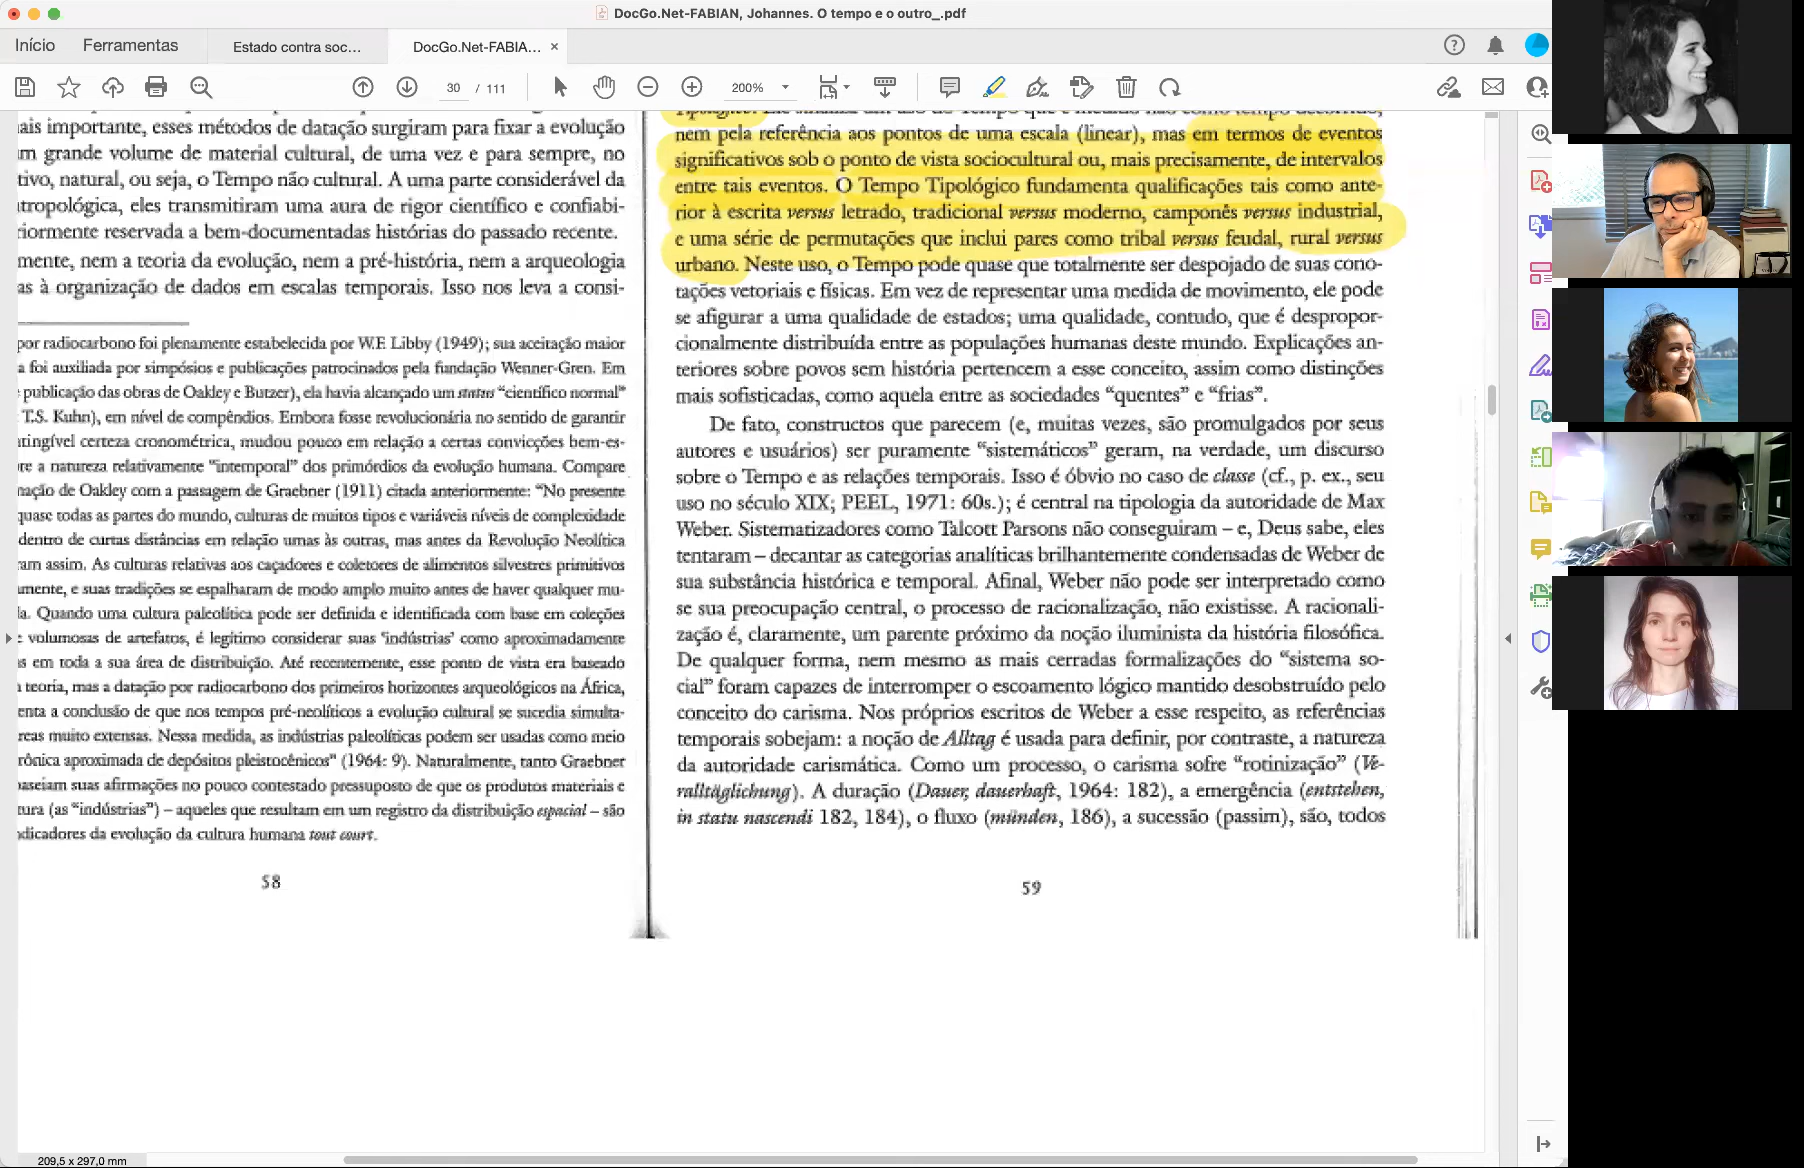 DocGo.Net-FABIAN, Johannes. O tempo e o outro_.pdf
Início Ferramentas Estado contra soc... DocGo.Net-FABIA... ×
30 / 111 200%
ais importante, esses métodos de datação surgiram para fixar a evolução
m grande volume de material cultural, de uma vez e para sempre, no
tivo, natural, ou seja, o Tempo não cultural. A uma parte considerável da
tropológica, eles transmitiram uma aura de rigor científico e confiabi-
riormente reservada a bem-documentadas histórias do passado recente.
mente, nem a teoria da evolução, nem a pré-história, nem a arqueologia
as à organização de dados em escalas temporais. Isso nos leva a consi-
por radiocarbono foi plenamente estabelecida por W.F. Libby (1949); sua aceitação maior
a foi auxiliada por simpósios e publicações patrocinados pela fundação Wenner-Gren. Em
publicação das obras de Oakley e Butzer), ela havia alcançado um status "científico normal"
T.S. Kuhn), em nível de compêndios. Embora fosse revolucionária no sentido de garantir
tingível certeza cronométrica, mudou pouco em relação a certas convicções bem-es-
re a natureza relativamente "intemporal" dos primórdios da evolução humana. Compare
nação de Oakley com a passagem de Graebner (1911) citada anteriormente: "No presente
quase todas as partes do mundo, culturas de muitos tipos e variáveis níveis de complexidade
dentro de curtas distâncias em relação umas às outras, mas antes da Revolução Neolítica
ram assim. As culturas relativas aos caçadores e coletores de alimentos silvestres primitivos
amente, e suas tradições se espalharam de modo amplo muito antes de haver qualquer mu-
la. Quando uma cultura paleolítica pode ser definida e identificada com base em coleções
e volumosas de artefatos, é legítimo considerar suas 'indústrias' como aproximadamente
s em toda a sua área de distribuição. Até recentemente, esse ponto de vista era baseado
teoria, mas a datação por radiocarbono dos primeiros horizontes arqueológicos na África,
enta a conclusão de que nos tempos pré-neolíticos a evolução cultural se sucedia simulta-
reas muito extensas. Nessa medida, as indústrias paleolíticas podem ser usadas como meio
rônica aproximada de depósitos pleistocênicos" (1964: 9). Naturalmente, tanto Graebner
aseiam suas afirmações no pouco contestado pressuposto de que os produtos materiais e
tura (as "indústrias") – aqueles que resultam em um registro da distribuição espacial – são
dicadores da evolução da cultura humana tout court.
58
nem pela referência aos pontos de uma escala (linear), mas em termos de eventos
significativos sob o ponto de vista sociocultural ou, mais precisamente, de intervalos
entre tais eventos. O Tempo Tipológico fundamenta qualificações tais como ante-
rior à escrita versus letrado, tradicional versus moderno, camponês versus industrial,
e uma série de permutações que inclui pares como tribal versus feudal, rural versus
urbano. Neste uso, o Tempo pode quase que totalmente ser despojado de suas cono-
tações vetoriais e físicas. Em vez de representar uma medida de movimento, ele pode
se afigurar a uma qualidade de estados; uma qualidade, contudo, que é despropor-
cionalmente distribuída entre as populações humanas deste mundo. Explicações an-
teriores sobre povos sem história pertencem a esse conceito, assim como distinções
mais sofisticadas, como aquela entre as sociedades "quentes" e "frias".
De fato, constructos que parecem (e, muitas vezes, são promulgados por seus
autores e usuários) ser puramente "sistemáticos" geram, na verdade, um discurso
sobre o Tempo e as relações temporais. Isso é óbvio no caso de classe (cf., p. ex., seu
uso no século XIX; PEEL, 1971: 60s.); é central na tipologia da autoridade de Max
Weber. Sistematizadores como Talcott Parsons não conseguiram – e, Deus sabe, eles
tentaram – decantar as categorias analíticas brilhantemente condensadas de Weber de
sua substância histórica e temporal. Afinal, Weber não pode ser interpretado como
se sua preocupação central, o processo de racionalização, não existisse. A racionali-
zação é, claramente, um parente próximo da noção iluminista da história filosófica.
De qualquer forma, nem mesmo as mais cerradas formalizações do "sistema so-
cial" foram capazes de interromper o escoamento lógico mantido desobstruído pelo
conceito do carisma. Nos próprios escritos de Weber a esse respeito, as referências
temporais sobejam: a noção de Alltag é usada para definir, por contraste, a natureza
da autoridade carismática. Como um processo, o carisma sofre "rotinização" (Ve-
ralltäglichung). A duração (Dauer, dauerhaft, 1964: 182), a emergência (entstehen,
in statu nascendi 182, 184), o fluxo (münden, 186), a sucessão (passim), são, todos
59
209,5 x 297,0 mm